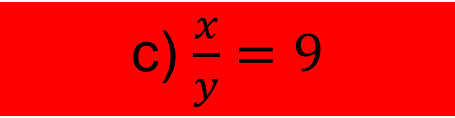 c) x/y = 9